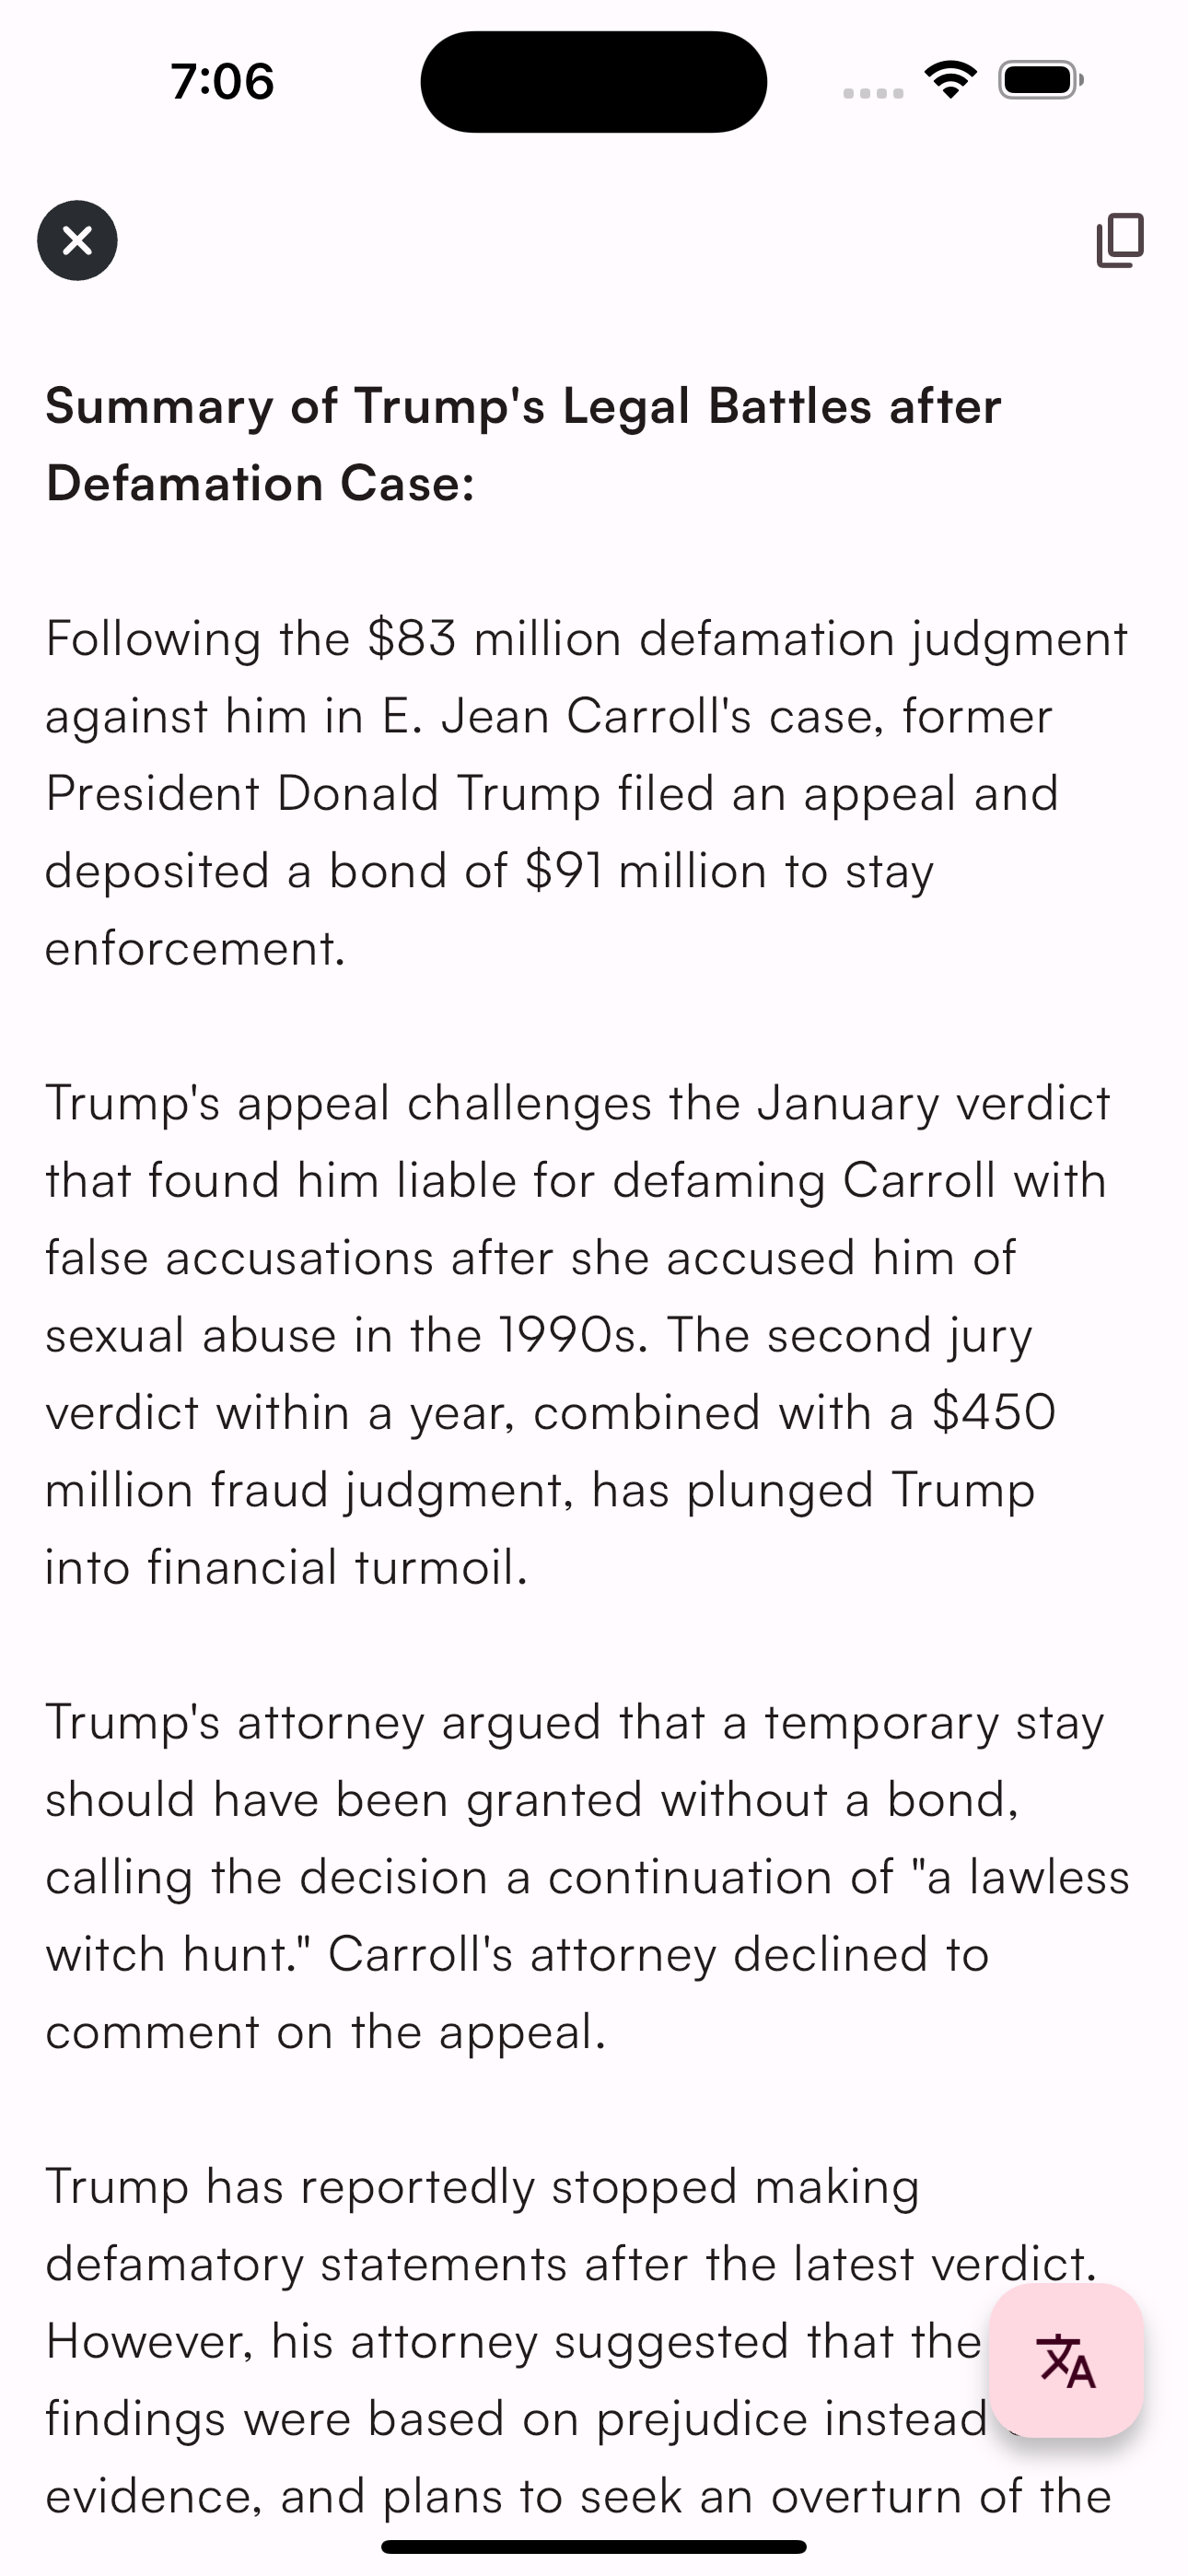 7:06
Summary of Trump's Legal Battles after
Defamation Case:
Following the $83 million defamation judgment
against him in E. Jean Carroll's case, former
President Donald Trump filed an appeal and
deposited a bond of $91 million to stay
enforcement.
Trump's appeal challenges the January verdict
that found him liable for defaming Carroll with
false accusations after she accused him of
sexual abuse in the 1990s. The second jury
verdict within a year, combined with a $450
million fraud judgment, has plunged Trump
into financial turmoil.
Trump's attorney argued that a temporary stay
should have been granted without a bond,
calling the decision a continuation of "a lawless
witch hunt." Carroll's attorney declined to
comment on the appeal.
Trump has reportedly stopped making
defamatory statements after the latest verdict.
However, his attorney suggested that the
findings were based on prejudice instead
evidence, and plans to seek an overturn of the